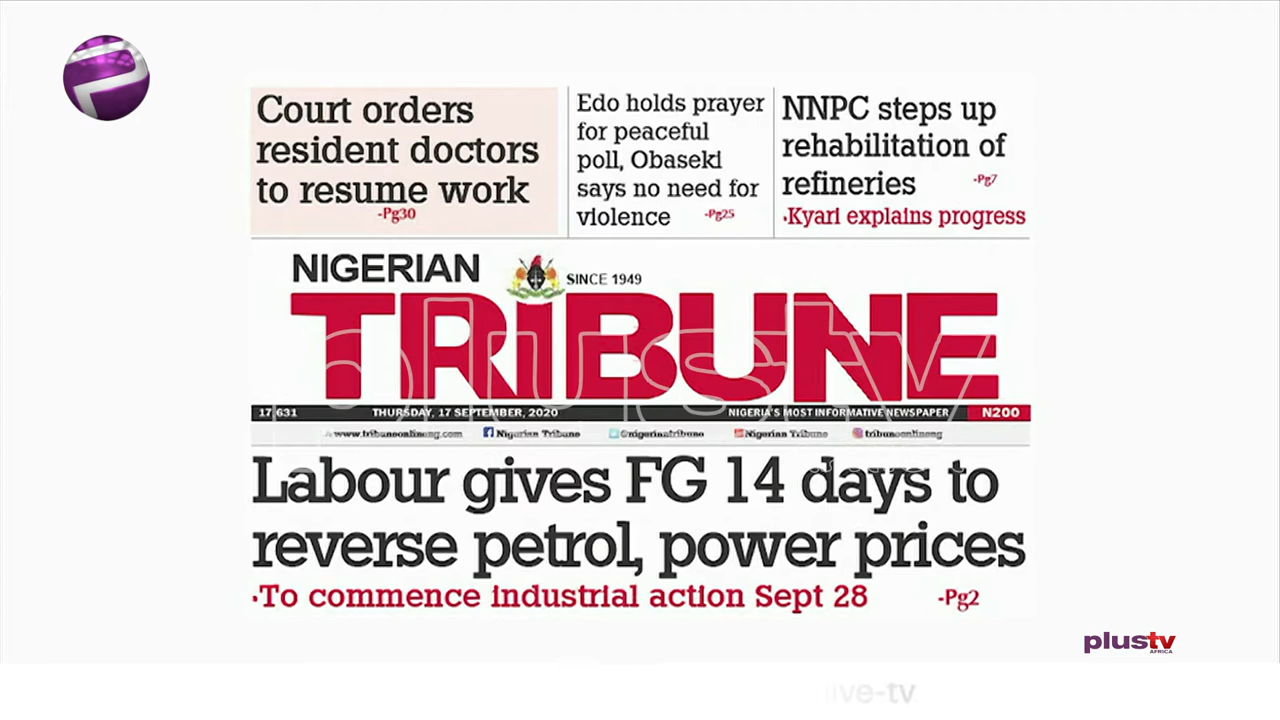 Court orders
resident doctors
to resume work
-Pg30
Edo holds prayer
for peaceful
poll, Obaseki
says no need for
violence -Pg25
NNPC steps up
rehabilitation of
refineries -Pg7
·Kyari explains progress
NIGERIAN
SINCE 1949
TRIBUNE
plustv
17 631 THURSDAY, 17 SEPTEMBER, 2020 NIGERIA'S MOST INFORMATIVE NEWSPAPER N200
www.tribuneonlineng.com Nigerian Tribune @nigeriantribune Nigerian Tribune tribuneonlineng
Labour gives FG 14 days to
reverse petrol, power prices
·To commence industrial action Sept 28 -Pg2
plustv
AFRICA